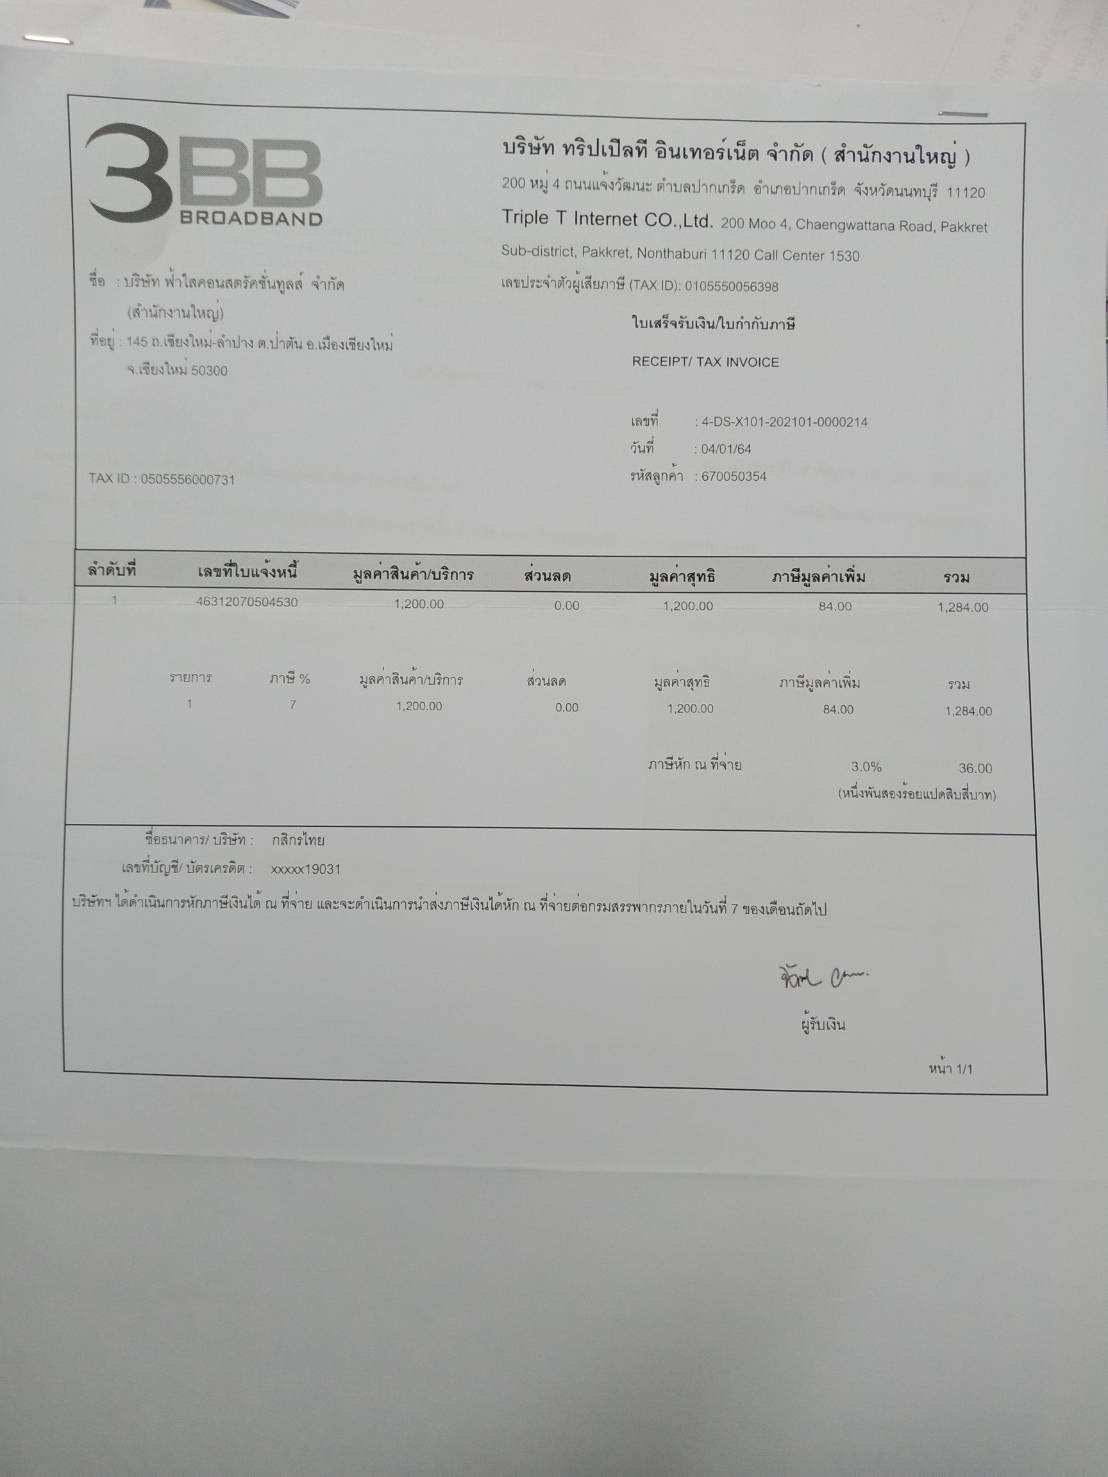 3BB
BROADBAND
บริษัท ทริปเปิลที อินเทอร์เน็ต จำกัด ( สำนักงานใหญ่ )
200 หมู่ 4 ถนนแจ้งวัฒนะ ตำบลปากเกร็ด อำเภอปากเกร็ด จังหวัดนนทบุรี 11120
Triple T Internet CO.,Ltd. 200 Moo 4, Chaengwattana Road, Pakkret
Sub-district, Pakkret, Nonthaburi 11120 Call Center 1530
เลขประจำตัวผู้เสียภาษี (TAX ID): 0105550056398
ชื่อ : บริษัท ฟ้าใสคอนสตรัคชั่นทูลส์ จำกัด
(สำนักงานใหญ่)
ที่อยู่ : 145 ถ.เชียงใหม่-ลำปาง ต.ป่าตัน อ.เมืองเชียงใหม่
จ.เชียงใหม่ 50300
TAX ID : 0505556000731
ใบเสร็จรับเงิน/ใบกำกับภาษี
RECEIPT/ TAX INVOICE
เลขที่ : 4-DS-X101-202101-0000214
วันที่ : 04/01/64
รหัสลูกค้า : 670050354
ลำดับที่ เลขที่ใบแจ้งหนี้ มูลค่าสินค้า/บริการ ส่วนลด มูลค่าสุทธิ ภาษีมูลค่าเพิ่ม รวม
1 46312070504530 1,200.00 0.00 1,200.00 84.00 1,284.00
รายการ ภาษี % มูลค่าสินค้า/บริการ ส่วนลด มูลค่าสุทธิ ภาษีมูลค่าเพิ่ม รวม
1 7 1,200.00 0.00 1,200.00 84.00 1,284.00
ภาษีหัก ณ ที่จ่าย 3.0% 36.00
(หนึ่งพันสองร้อยแปดสิบสี่บาท)
ชื่อธนาคาร/ บริษัท : กสิกรไทย
เลขที่บัญชี/ บัตรเครดิต : xxxxx19031
บริษัทฯ ได้ดำเนินการหักภาษีเงินได้ ณ ที่จ่าย และจะดำเนินการนำส่งภาษีเงินได้หัก ณ ที่จ่ายต่อกรมสรรพากรภายในวันที่ 7 ของเดือนถัดไป
ผู้รับเงิน
หน้า 1/1